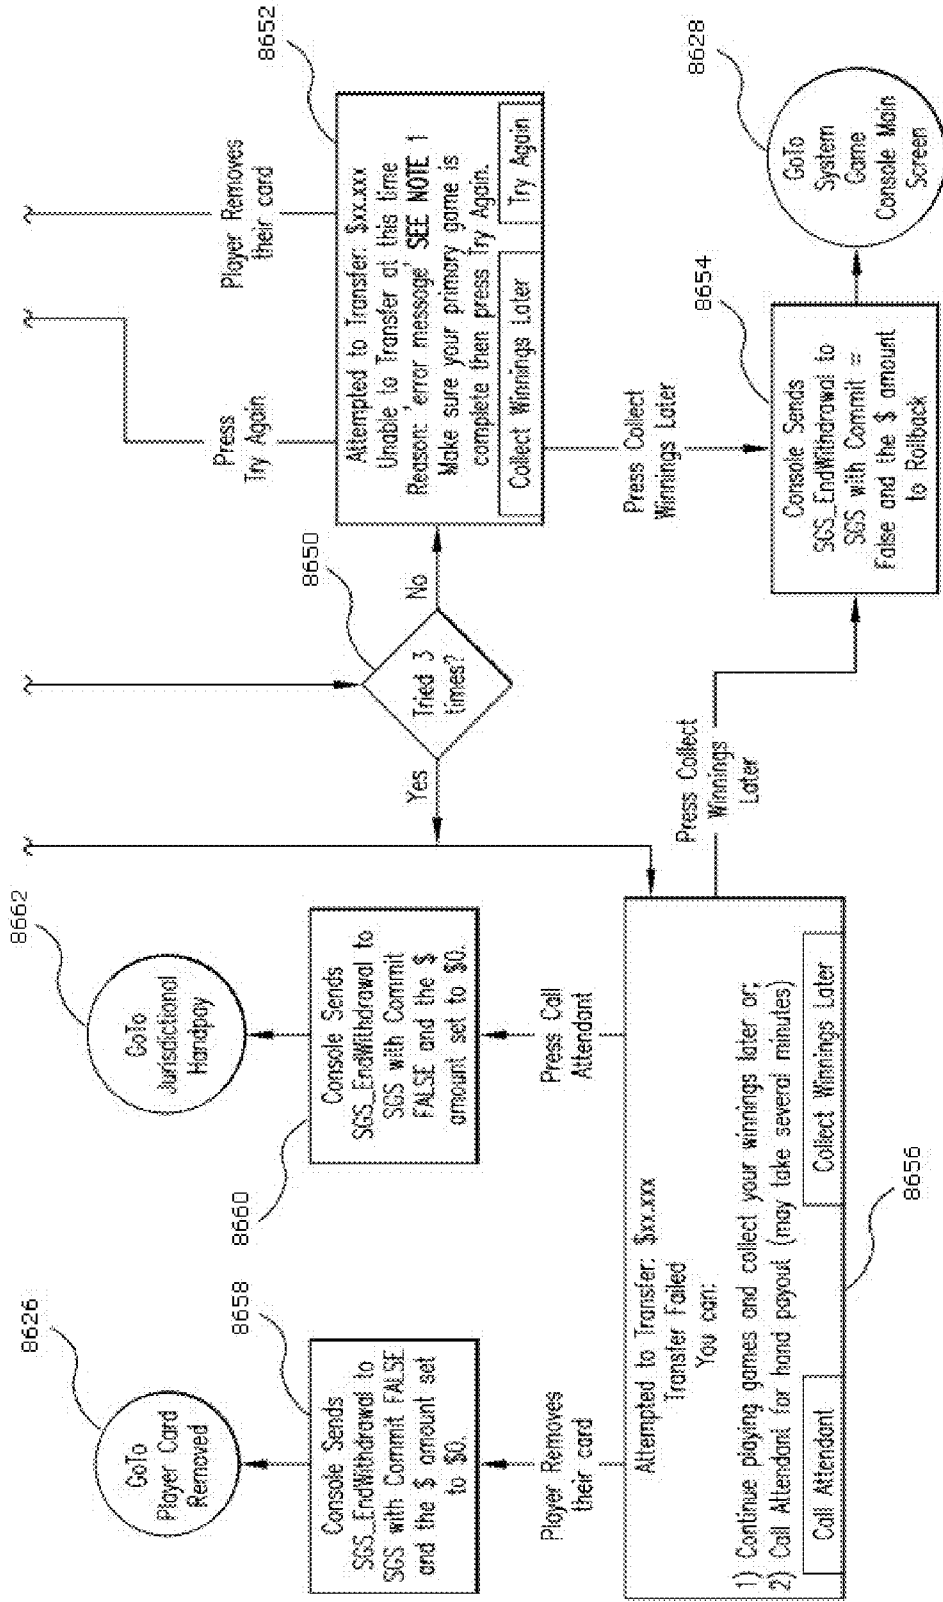 8626
GoTo
Player Card
Removed
8658
Console Sends
SGS_EndWithdrawal to
SGS with Commit FALSE
and the $ amount set
to $0.
Player Removes
their card
8662
GoTo
Jurisdictional
Handpay
8660
Console Sends
SGS_EndWithdrawal to
SGS with Commit
FALSE and the $
amount set to $0.
Press Call
Attendant
Attempted to Transfer: $xx.xxx
Transfer Failed
You can:
1) Continue playing games and collect your winnings later or;
2) Call Attendant for hand payout (may take several minutes)
Call Attendant
Collect Winnings Later
8656
Yes
Tried 3
times?
8650
No
Press
Try Again
Player Removes
their card
8652
Attempted to Transfer: $xx.xxx
Unable to Transfer at this time
Reason: 'error message' SEE NOTE 1
Make sure your primary game is
complete then press Try Again.
Collect Winnings Later
Try Again
Press Collect
Winnings Later
Press Collect
Winnings
Later
8654
Console Sends
SGS_EndWithdrawal to
SGS with Commit =
False and the $ amount
to Rollback
8628
GoTo
System
Game
Console Main
Screen